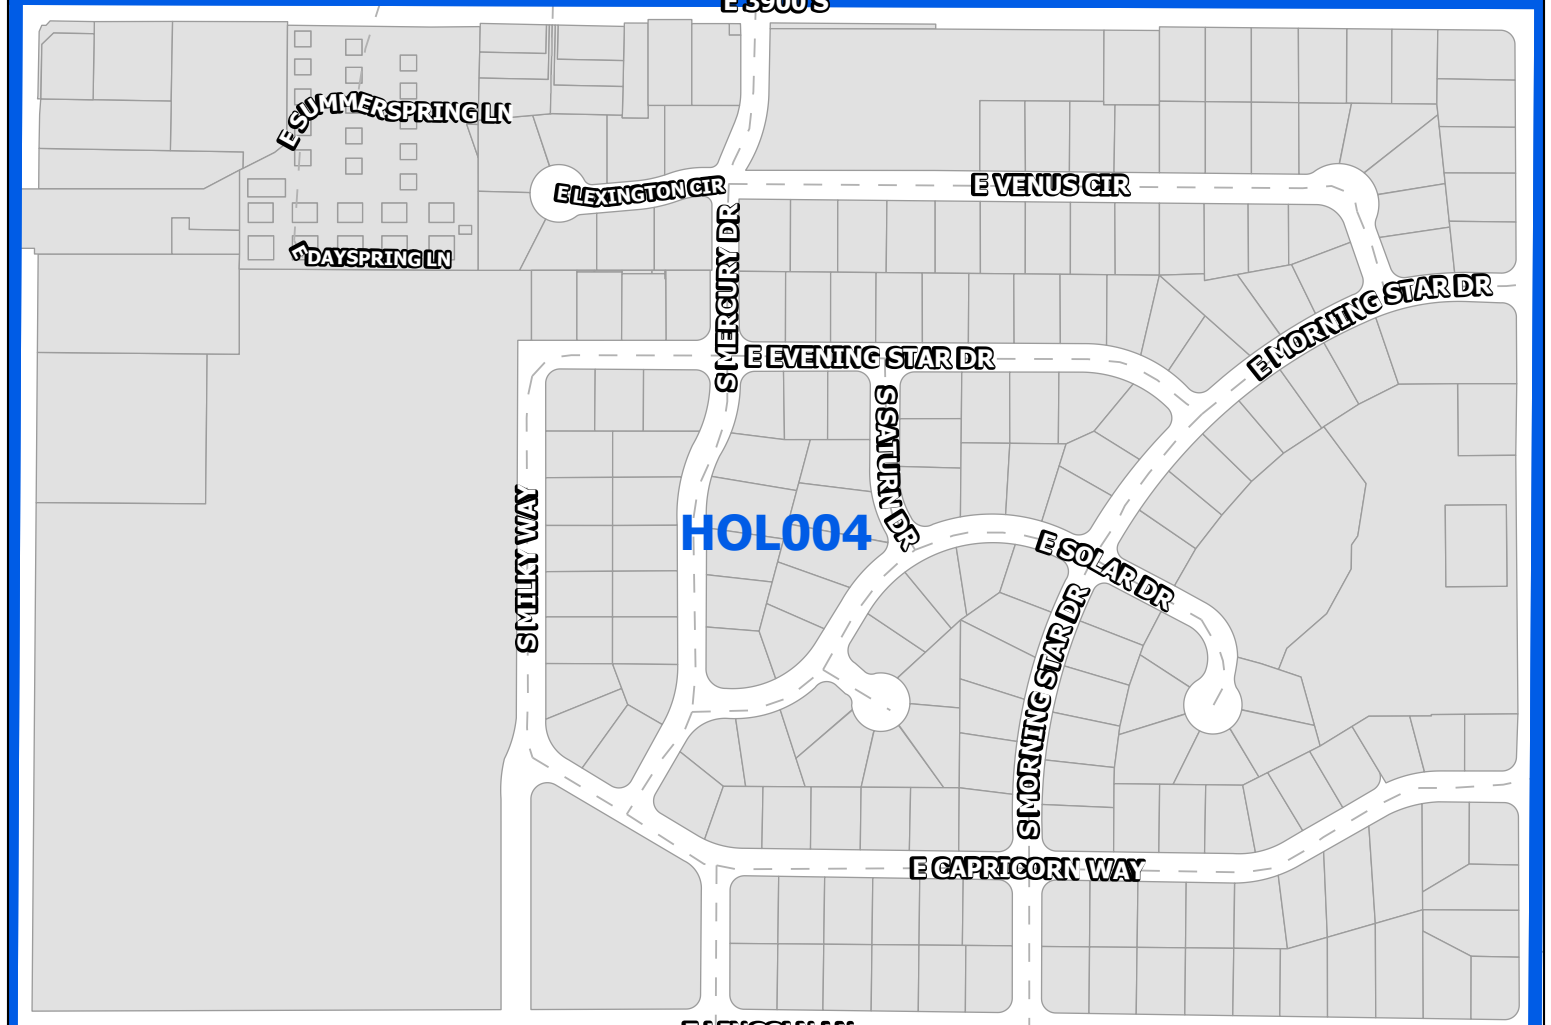 E 3900 S
E SUMMERSPRING LN
E LEXINGTON CIR
E VENUS CIR
E DAYSPRING LN
S MERCURY DR
E MORNING STAR DR
E EVENING STAR DR
S SATURN DR
S MILKY WAY
HOL004
E SOLAR DR
S MORNING STAR DR
E CAPRICORN WAY